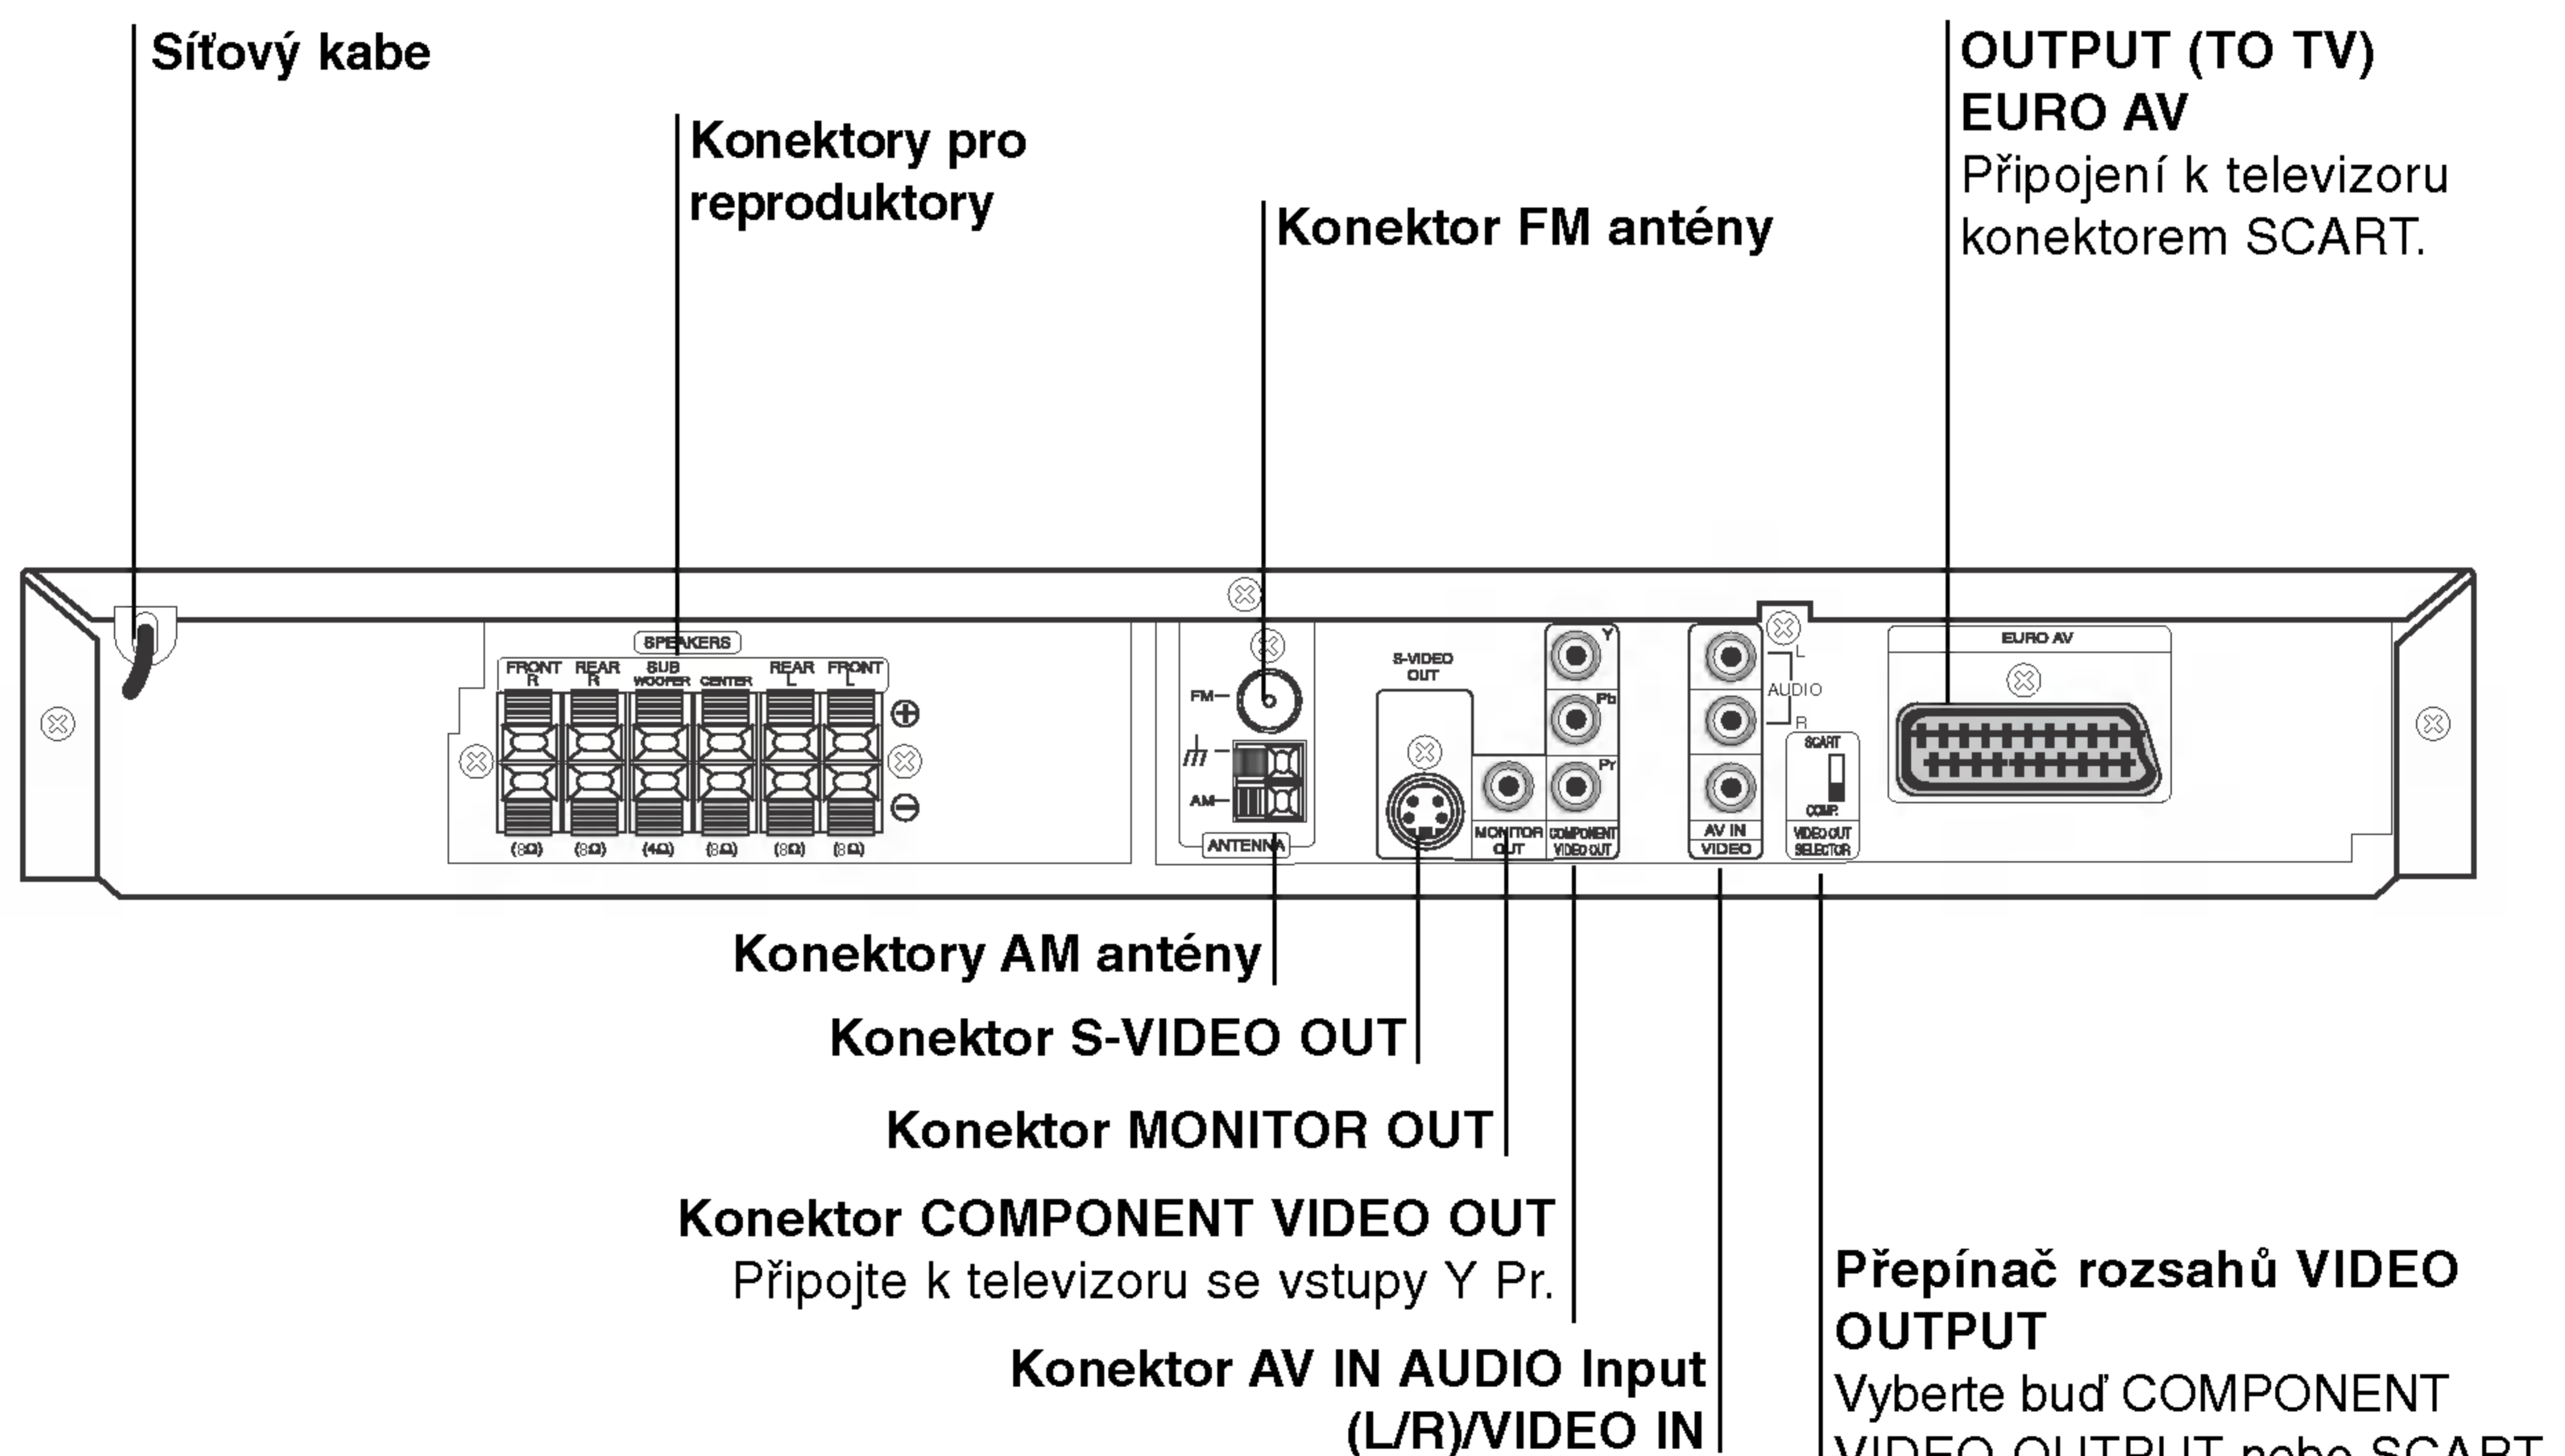 Síťový kabe
Konektory pro
reproduktory
Konektor FM antény
OUTPUT (TO TV)
EURO AV
Připojení k televizoru
konektorem SCART.
SPEAKERS
FRONT R
REAR R
SUB WOOFER
CENTER
REAR L
FRONT L
(8Ω) (8Ω) (4Ω) (8Ω) (8Ω) (8Ω)
FM
AM
ANTENNA
S-VIDEO
OUT
MONITOR
OUT
Y
Pb
Pr
COMPONENT
VIDEO OUT
L
AUDIO
R
AV IN
VIDEO
SCART
COMP.
VIDEO OUT
SELECTOR
EURO AV
Konektory AM antény
Konektor S-VIDEO OUT
Konektor MONITOR OUT
Konektor COMPONENT VIDEO OUT
Připojte k televizoru se vstupy Y Pr.
Konektor AV IN AUDIO Input
(L/R)/VIDEO IN
Přepínač rozsahů VIDEO
OUTPUT
Vyberte buď COMPONENT
VIDEO OUTPUT nebo SCART